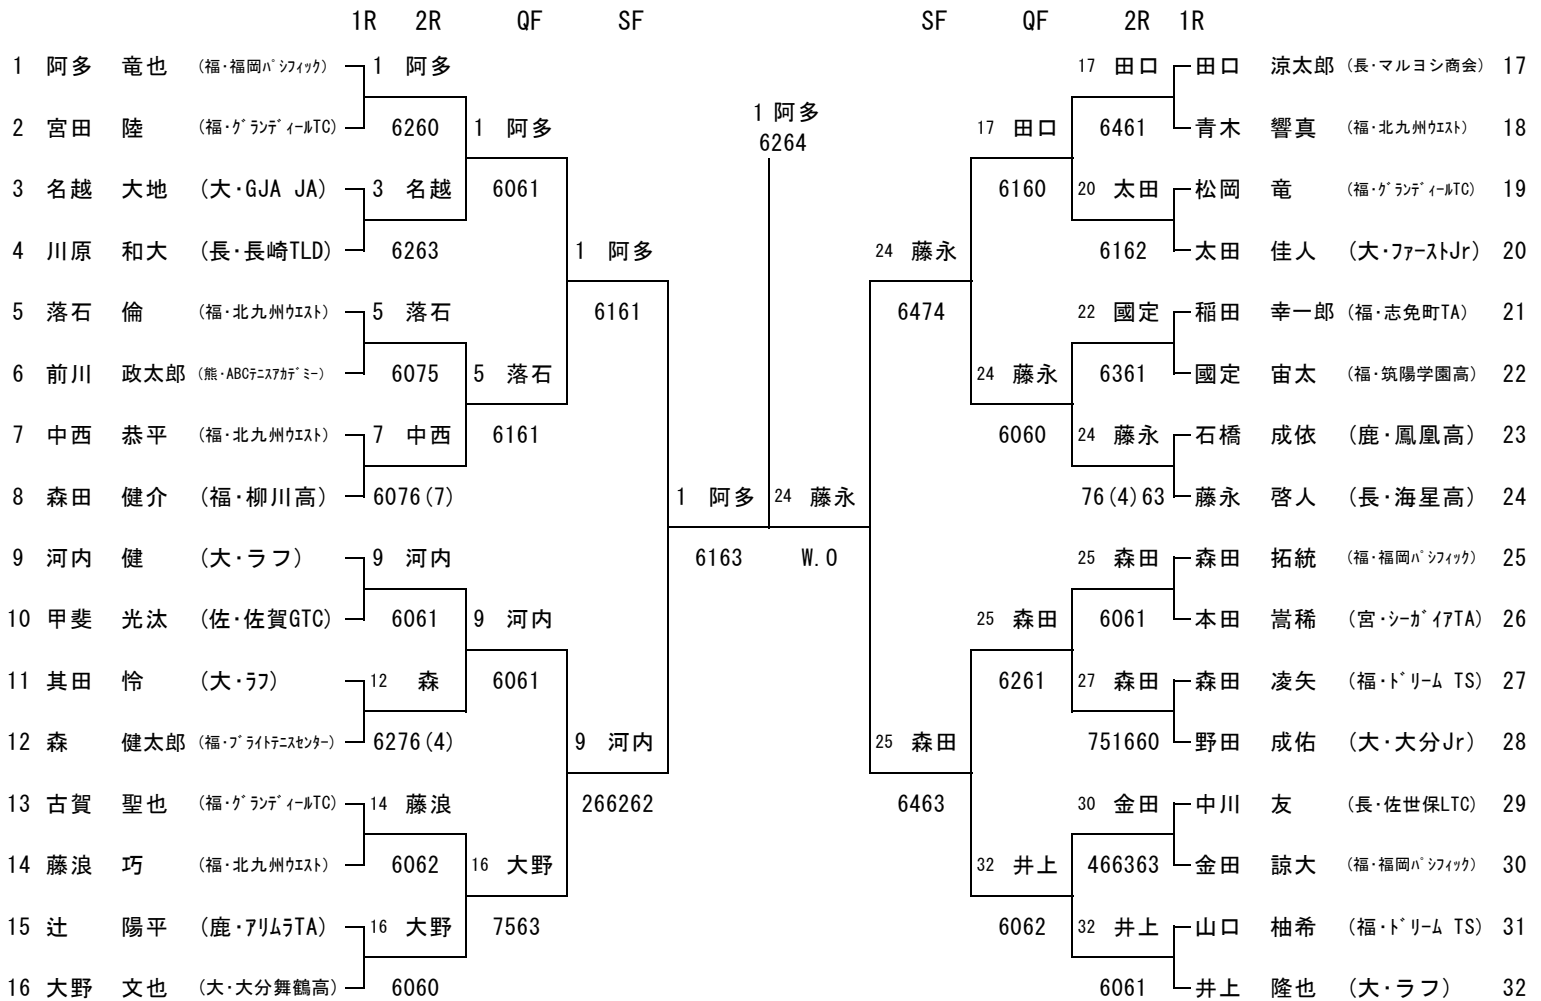 1R 2R QF SF SF QF 2R 1R
1 阿多 竜也 (福・福岡ﾊﾟｼﾌｨｯｸ) 1 阿多 17 田口 田口 涼太郎 (長・マルヨシ商会) 17
1 阿多
2 宮田 陸 (福・ｸﾞﾗﾝﾃﾞｨｰﾙTC) 6260 1 阿多 17 田口 6461 青木 響真 (福・北九州ｳｴｽﾄ) 18
6264
3 名越 大地 (大・GJA JA) 3 名越 6061 6160 20 太田 松岡 竜 (福・ｸﾞﾗﾝﾃﾞｨｰﾙTC) 19
4 川原 和大 (長・長崎TLD) 6263 1 阿多 24 藤永 6162 太田 佳人 (大・ﾌｧｰｽﾄJr) 20
5 落石 倫 (福・北九州ｳｴｽﾄ) 5 落石 6161 6474 22 國定 稲田 幸一郎 (福・志免町TA) 21
6 前川 政太郎 (熊・ABCﾃﾆｽｱｶﾃﾞﾐｰ) 6075 5 落石 24 藤永 6361 國定 宙太 (福・筑陽学園高) 22
7 中西 恭平 (福・北九州ｳｴｽﾄ) 7 中西 6161 6060 24 藤永 石橋 成依 (鹿・鳳凰高) 23
8 森田 健介 (福・柳川高) 6076(7) 1 阿多 24 藤永 76(4)63 藤永 啓人 (長・海星高) 24
9 河内 健 (大・ラフ) 9 河内 6163 W.O 25 森田 森田 拓統 (福・福岡ﾊﾟｼﾌｨｯｸ) 25
10 甲斐 光汰 (佐・佐賀GTC) 6061 9 河内 25 森田 6061 本田 嵩稀 (宮・ｼｰｶﾞｲｱTA) 26
11 其田 怜 (大・ﾗﾌ) 12 森 6061 6261 27 森田 森田 凌矢 (福・ﾄﾞﾘｰﾑ TS) 27
12 森 健太郎 (福・ﾌﾞﾗｲﾄﾃﾆｽｾﾝﾀｰ) 6276(4) 9 河内 25 森田 751660 野田 成佑 (大・大分Jr) 28
13 古賀 聖也 (福・ｸﾞﾗﾝﾃﾞｨｰﾙTC) 14 藤浪 266262 6463 30 金田 中川 友 (長・佐世保LTC) 29
14 藤浪 巧 (福・北九州ｳｴｽﾄ) 6062 16 大野 32 井上 466363 金田 諒大 (福・福岡ﾊﾟｼﾌｨｯｸ) 30
15 辻 陽平 (鹿・ｱﾘﾑﾗTA) 16 大野 7563 6062 32 井上 山口 柚希 (福・ﾄﾞﾘｰﾑ TS) 31
16 大野 文也 (大・大分舞鶴高) 6060 6061 井上 隆也 (大・ラフ) 32